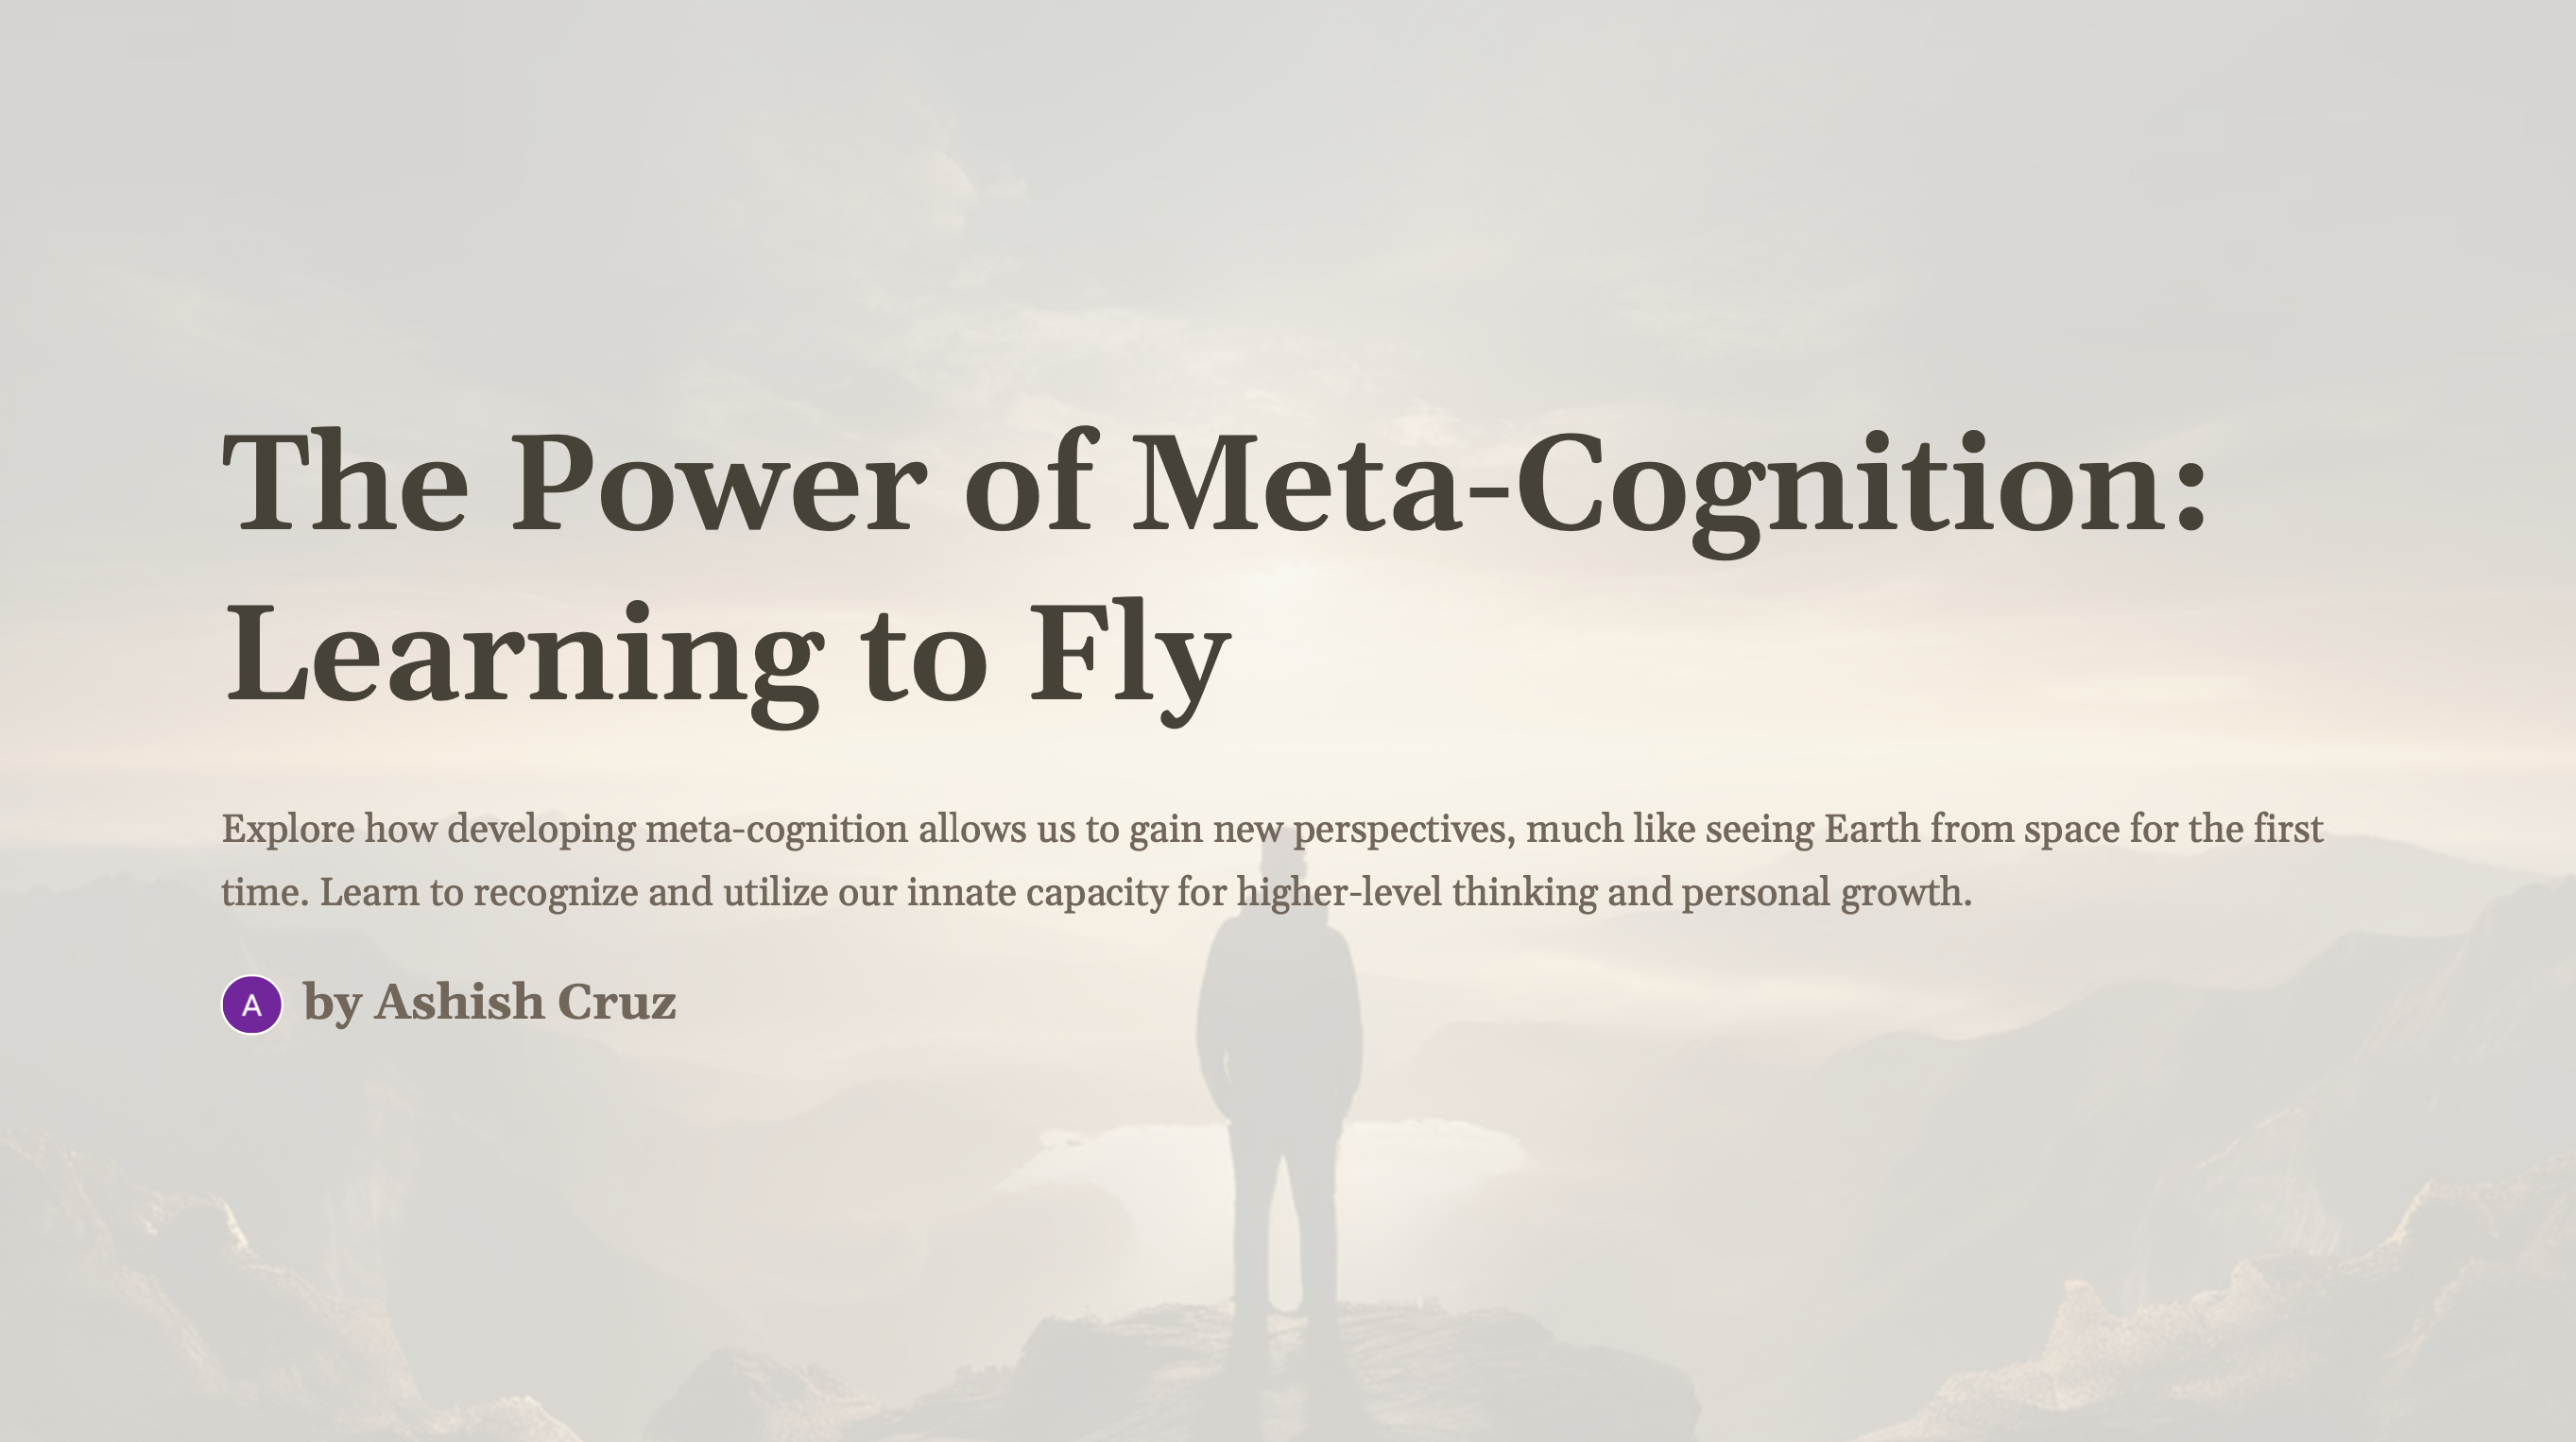 The Power of Meta-Cognition:
Learning to Fly
Explore how developing meta-cognition allows us to gain new perspectives, much like seeing Earth from space for the first
time. Learn to recognize and utilize our innate capacity for higher-level thinking and personal growth.
A by Ashish Cruz